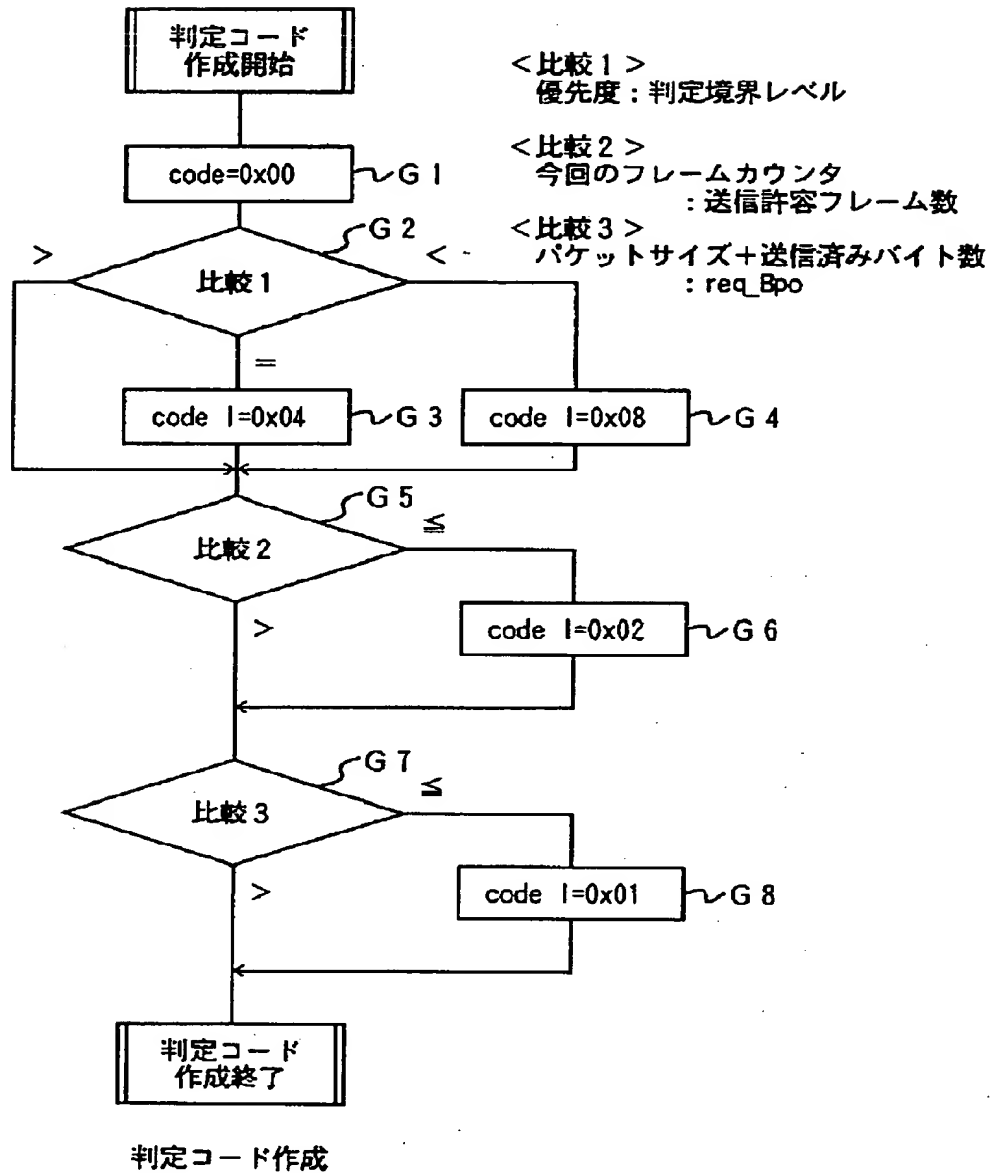 判定コード
作成開始
<比較1>
優先度:判定境界レベル
code=0x00
G1
<比較2>
今回のフレームカウンタ
:送信許容フレーム数
<比較3>
パケットサイズ+送信済みバイト数
:req_Bpo
G2
>
<
比較1
=
code |=0x04
G3
code |=0x08
G4
G5
≦
比較2
>
code |=0x02
G6
G7
≦
比較3
>
code |=0x01
G8
判定コード
作成終了
判定コード作成